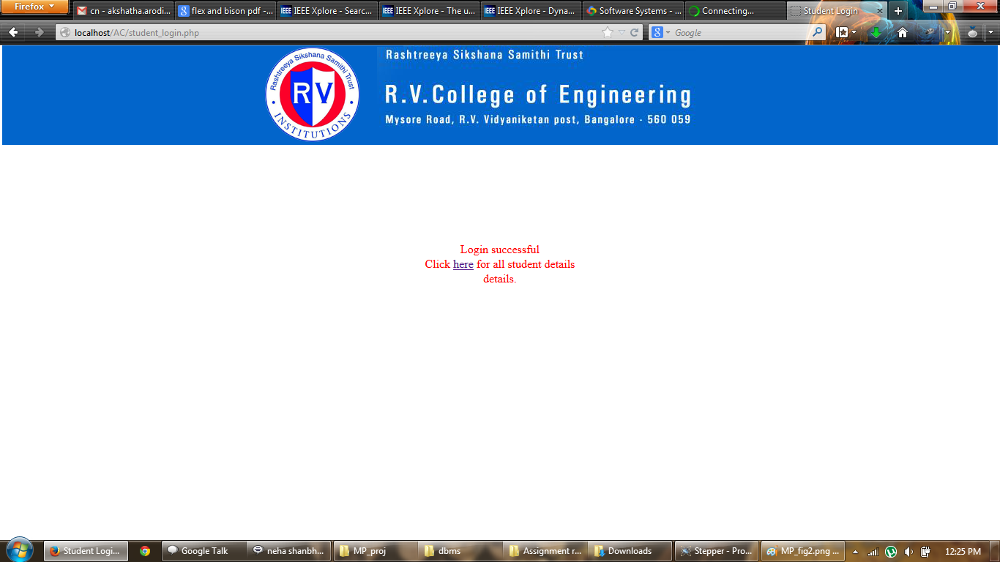 Firefox
cn - akshatha.arodi...
flex and bison pdf -...
IEEE Xplore - Searc...
IEEE Xplore - The u...
IEEE Xplore - Dyna...
Software Systems - ...
Connecting...
Student Login
localhost/AC/student_login.php
Google
Rashtreeya Sikshana Samithi Trust
RV
INSTITUTIONS
Rashtreeya Sikshana Samithi Trust
R.V.College of Engineering
Mysore Road, R.V. Vidyaniketan post, Bangalore - 560 059
Login successful
Click here for all student details
details.
Student Logi...
Google Talk
neha shanbh...
MP_proj
dbms
Assignment r...
Downloads
Stepper - Pro...
MP_fig2.png ...
12:25 PM